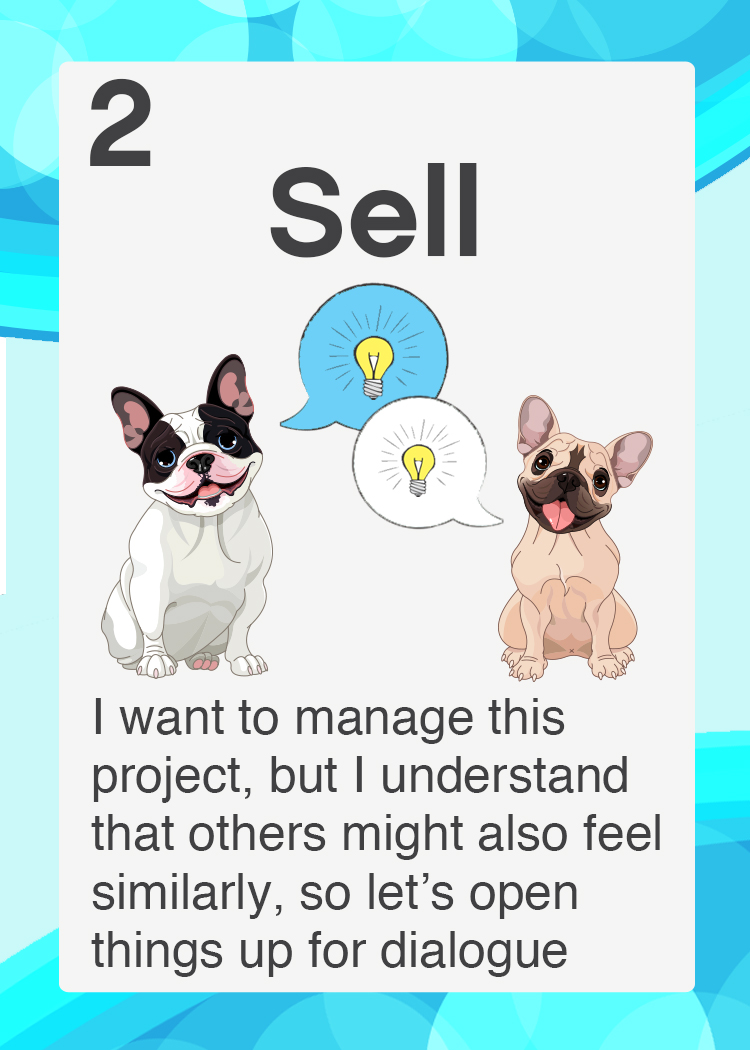 2
Sell
I want to manage this
project, but I understand
that others might also feel
similarly, so let’s open
things up for dialogue